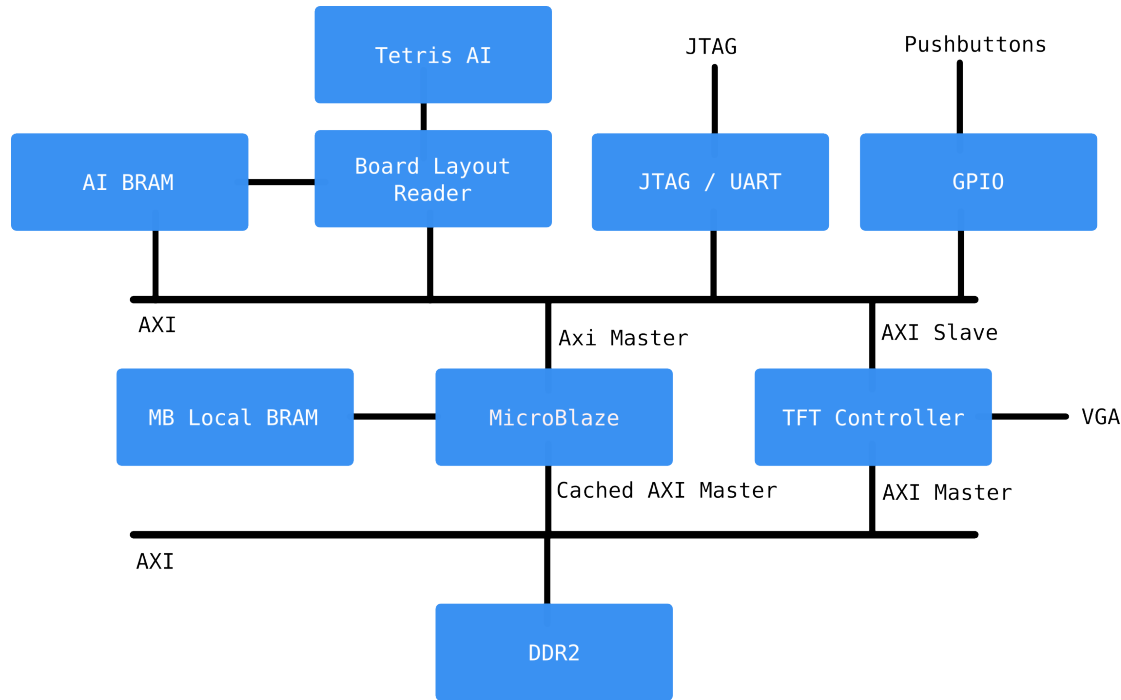 Tetris AI
JTAG
Pushbuttons
AI BRAM
Board Layout
Reader
JTAG / UART
GPIO
AXI
Axi Master
AXI Slave
MB Local BRAM
MicroBlaze
TFT Controller
VGA
Cached AXI Master
AXI Master
AXI
DDR2